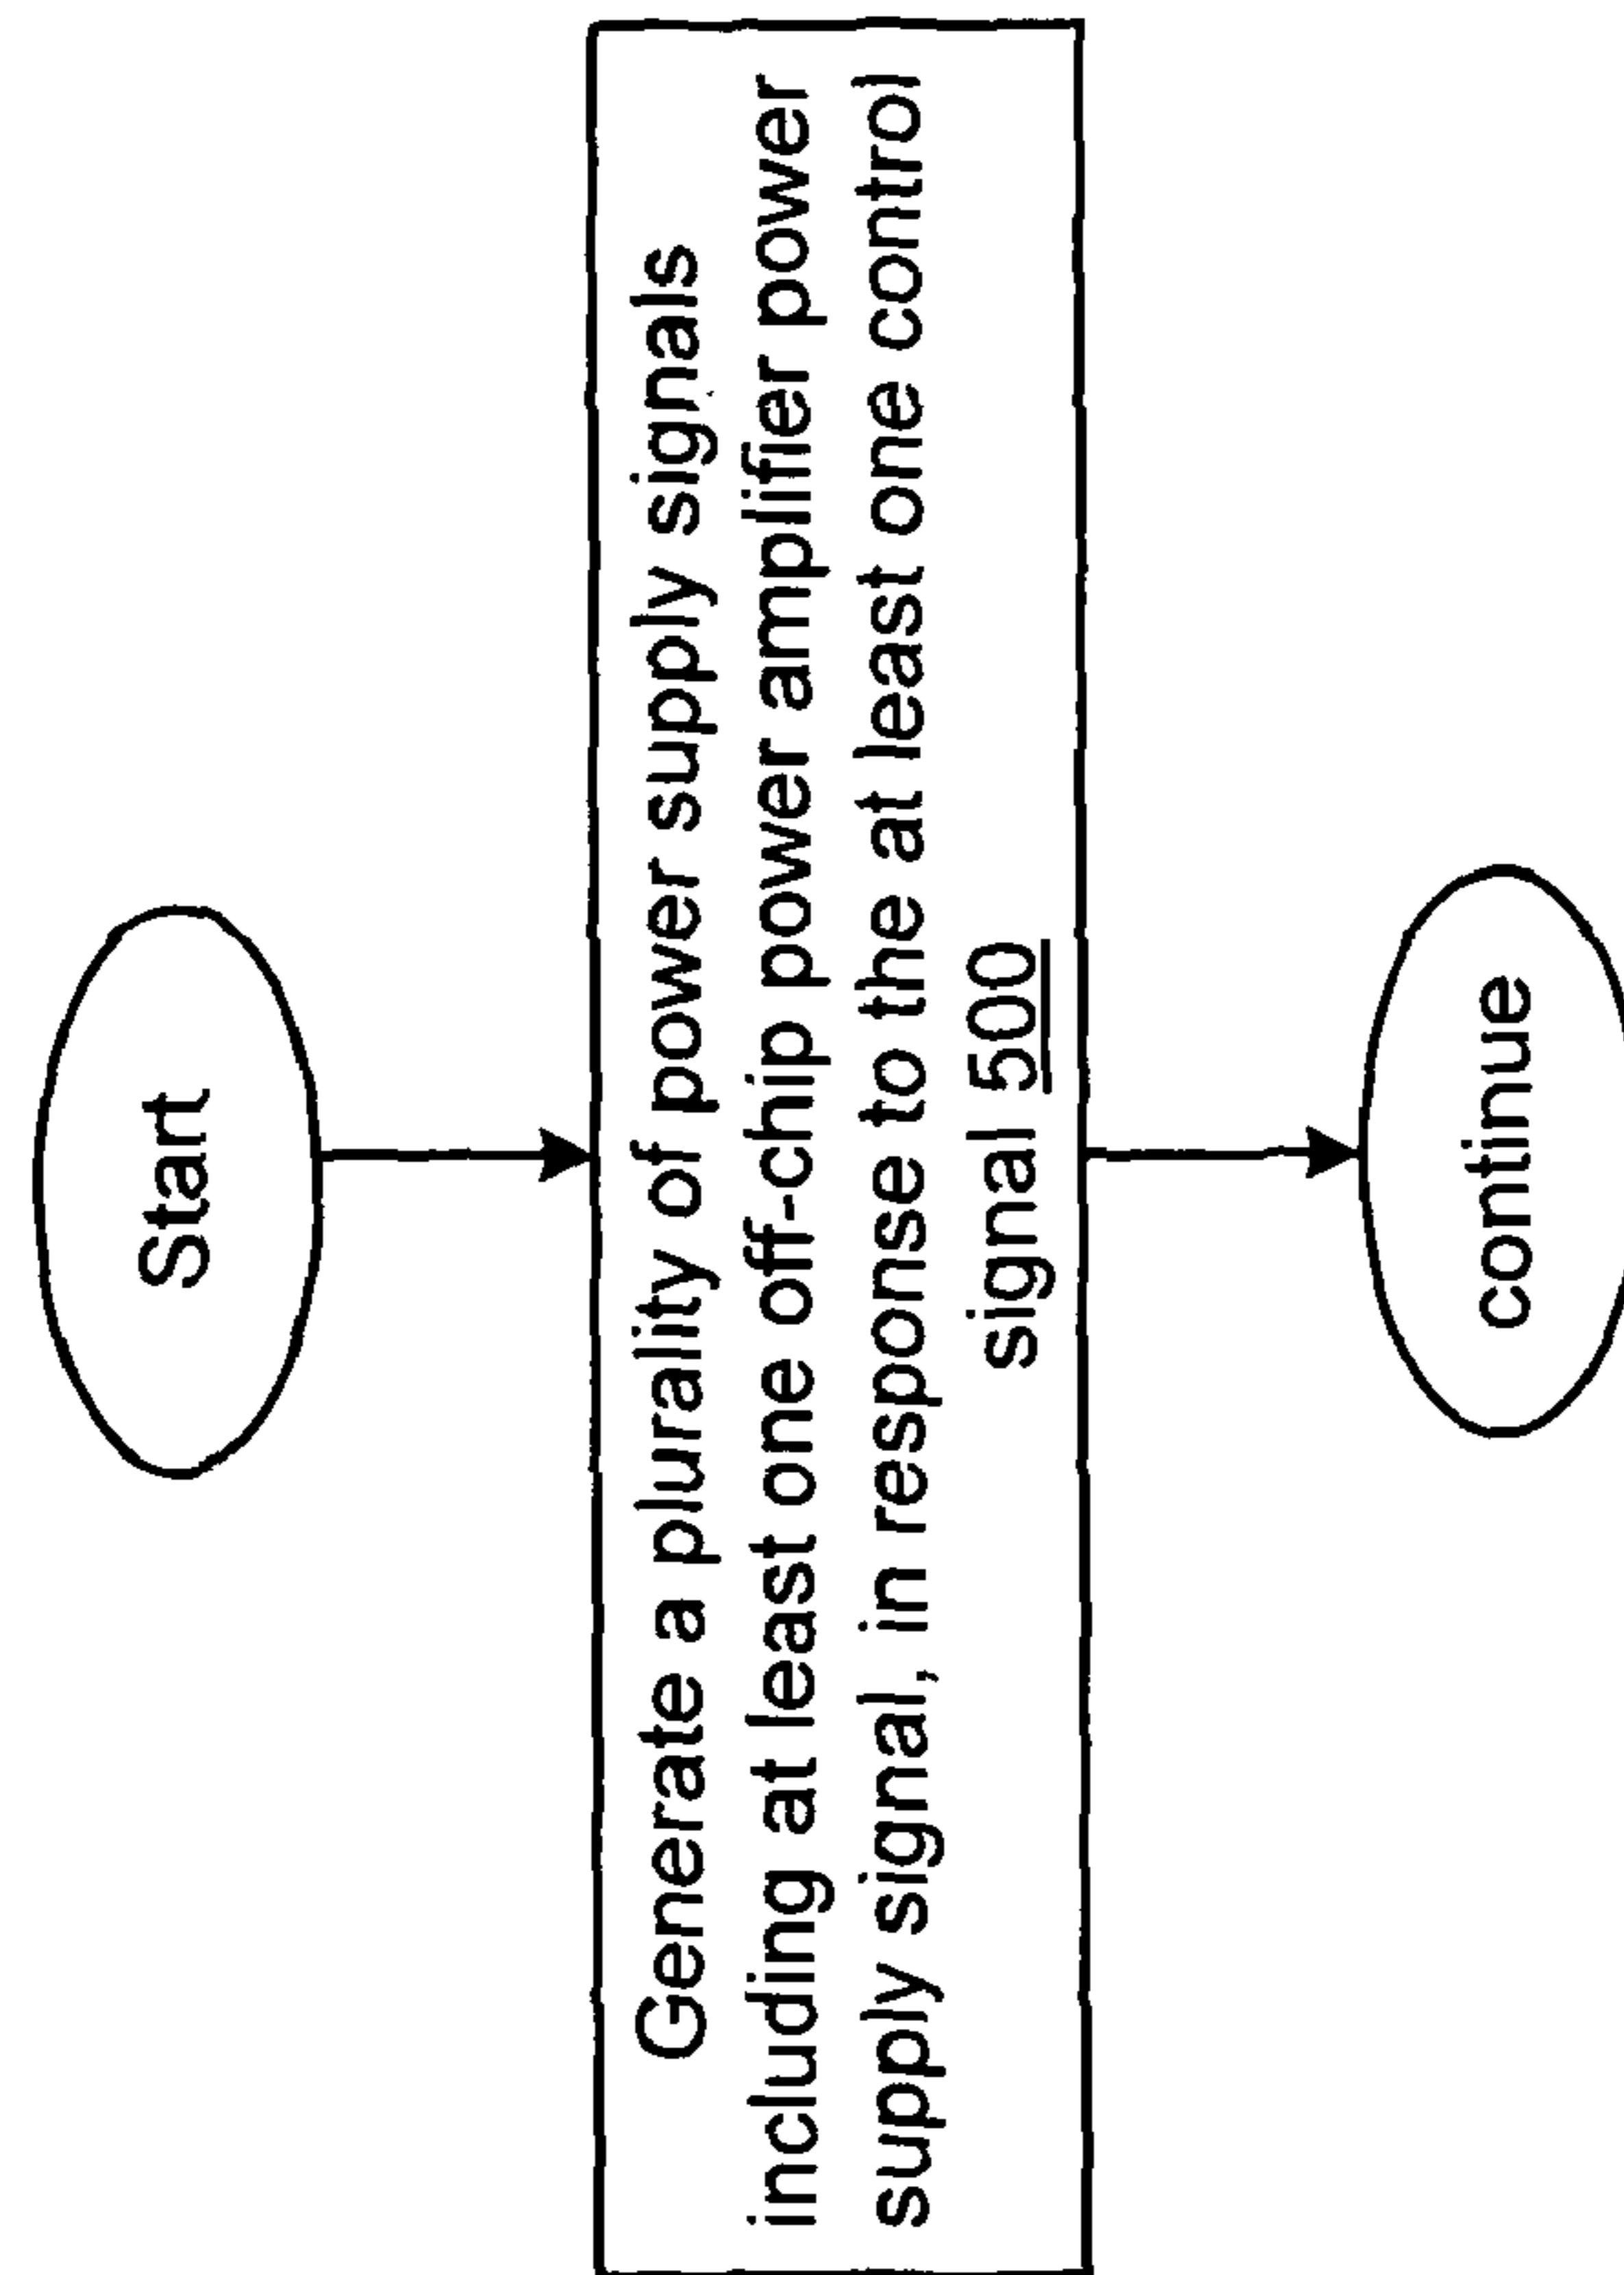 Start
Generate a plurality of power supply signals
including at least one off-chip power amplifier power
supply signal, in response to the at least one control
signal 500
continue